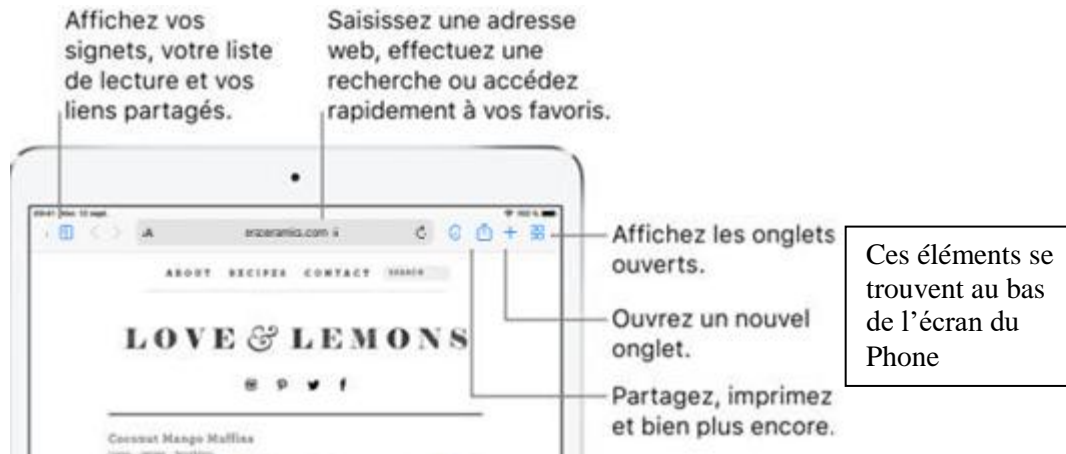 Affichez vos
signets, votre liste
de lecture et vos
liens partagés.
Saisissez une adresse
web, effectuez une
recherche ou accédez
rapidement à vos favoris.
AA
ABOUT RECIPES CONTACT SEARCH
LOVE & LEMONS
Coconut Mango Muffins
Affichez les onglets
ouverts.
Ouvrez un nouvel
onglet.
Partagez, imprimez
et bien plus encore.
Ces éléments se
trouvent au bas
de l’écran du
Phone